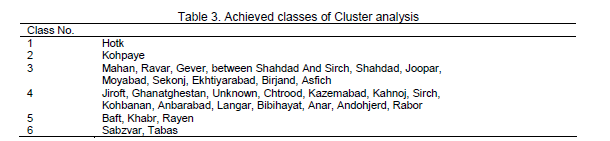 Table 3. Achieved classes of Cluster analysis
Class No.
1 Hotk
2 Kohpaye
3 Mahan, Ravar, Gever, between Shahdad And Sirch, Shahdad, Joopar,
Moyabad, Sekonj, Ekhtiyarabad, Birjand, Asfich
4 Jiroft, Ghanatghestan, Unknown, Chtrood, Kazemabad, Kahnoj, Sirch,
Kohbanan, Anbarabad, Langar, Bibihayat, Anar, Andohjerd, Rabor
5 Baft, Khabr, Rayen
6 Sabzvar, Tabas